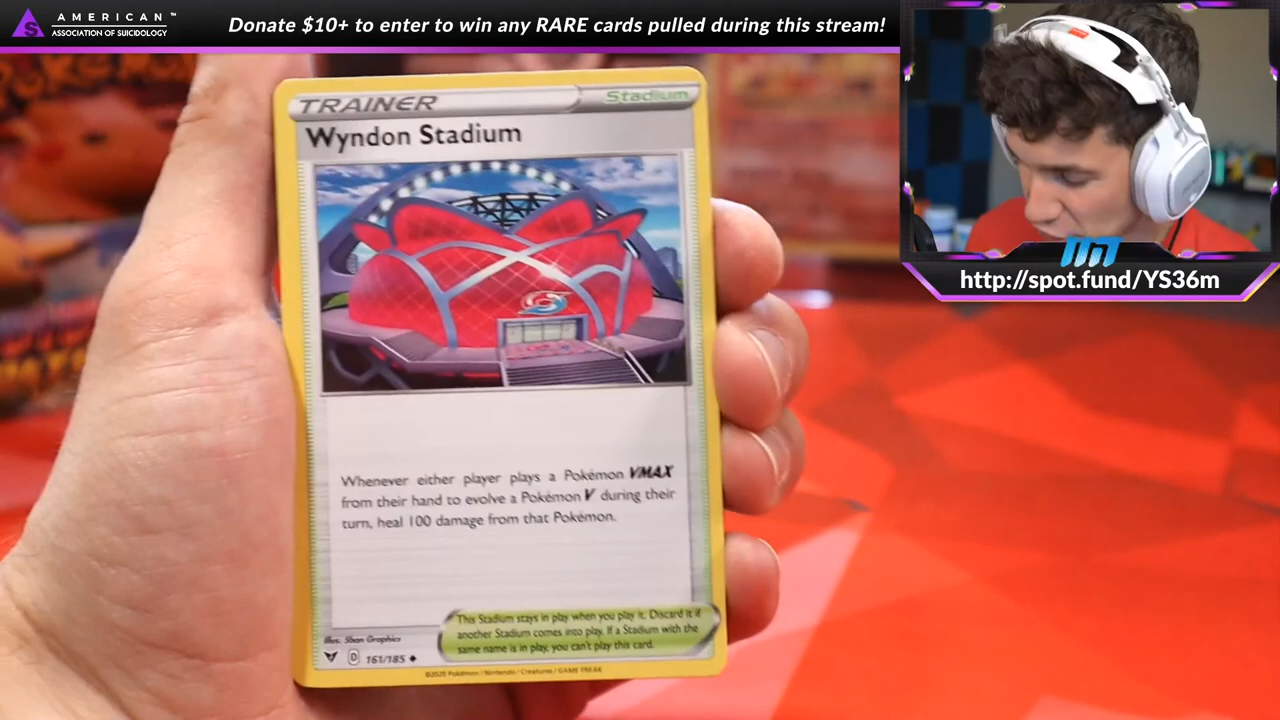 AMERICAN™
ASSOCIATION OF SUICIDOLOGY
Donate $10+ to enter to win any RARE cards pulled during this stream!
http://spot.fund/YS36m
TRAINER
Stadium
Wyndon Stadium
Whenever either player plays a Pokémon VMAX
from their hand to evolve a Pokémon V during their
turn, heal 100 damage from that Pokémon.
This Stadium stays in play when you play it. Discard it if
another Stadium comes into play. If a Stadium with the
same name is in play, you can't play this card.
Illus. Sban Graphics
D 161/185
©2020 Pokémon / Nintendo / Creatures / GAME FREAK